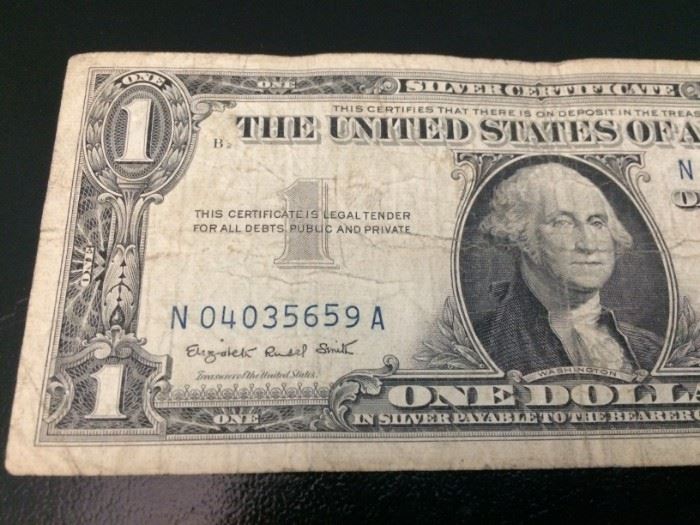 ONE
1
ONE
SILVER CERTIFICATE
THIS CERTIFIES THAT THERE IS ON DEPOSIT IN THE TREAS
THE UNITED STATES OF A
B2
1
N
THIS CERTIFICATE IS LEGAL TENDER
FOR ALL DEBTS PUBLIC AND PRIVATE
ONE
N 04035659 A
Elizabeth Rudel Smith
Treasurer of the United States.
WASHINGTON
1
ONE DOLLA
ONE
IN SILVER PAYABLE TO THE BEARER